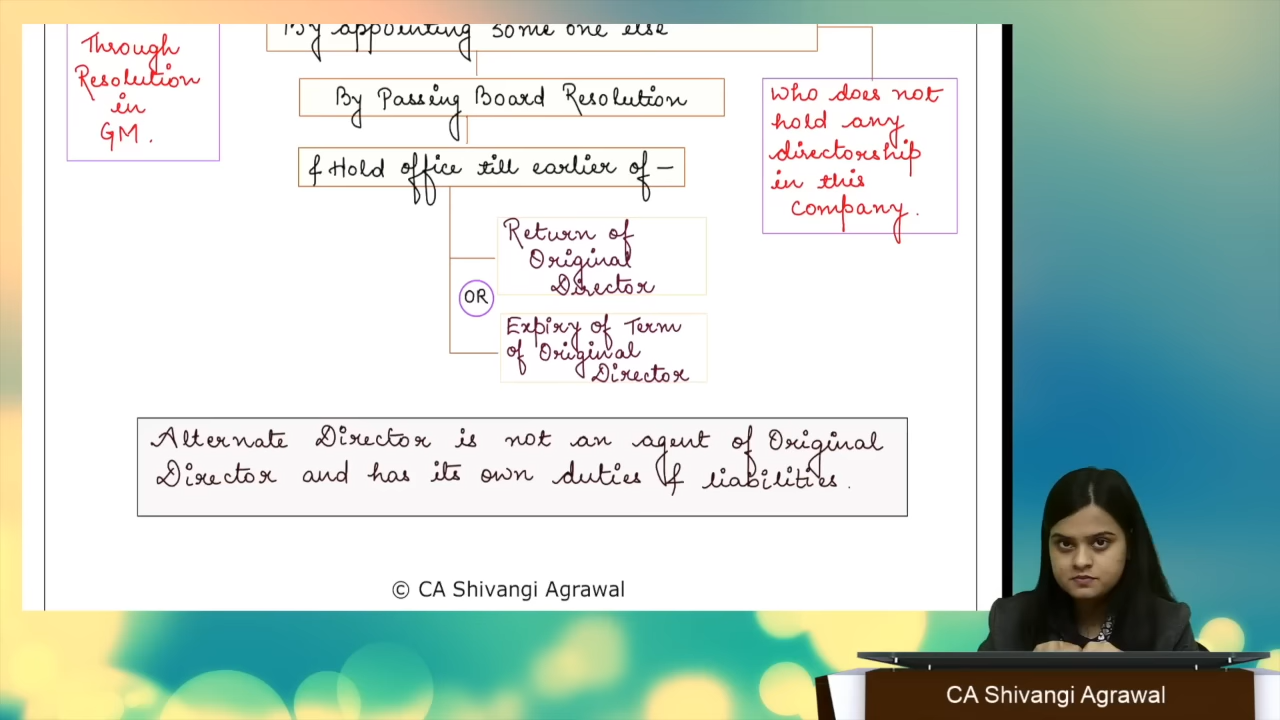 By appointing some one else
Through
Resolution
in
GM.
By Passing Board Resolution
& Hold office till earlier of –
who does not
hold any
directorship
in this
company.
Return of
Original
Director
OR
Expiry of Term
of Original
Director
Alternate Director is not an agent of Original
Director and has its own duties & liabilities.
© CA Shivangi Agrawal
CA Shivangi Agrawal